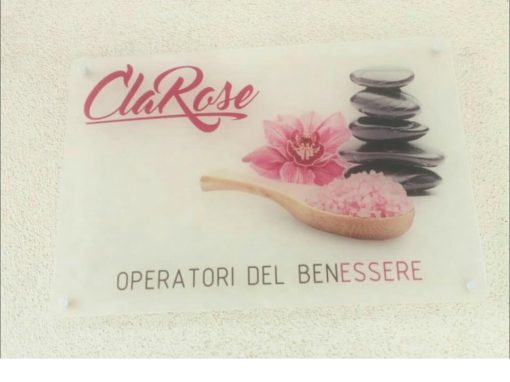 ClaRose
OPERATORI DEL BENESSERE